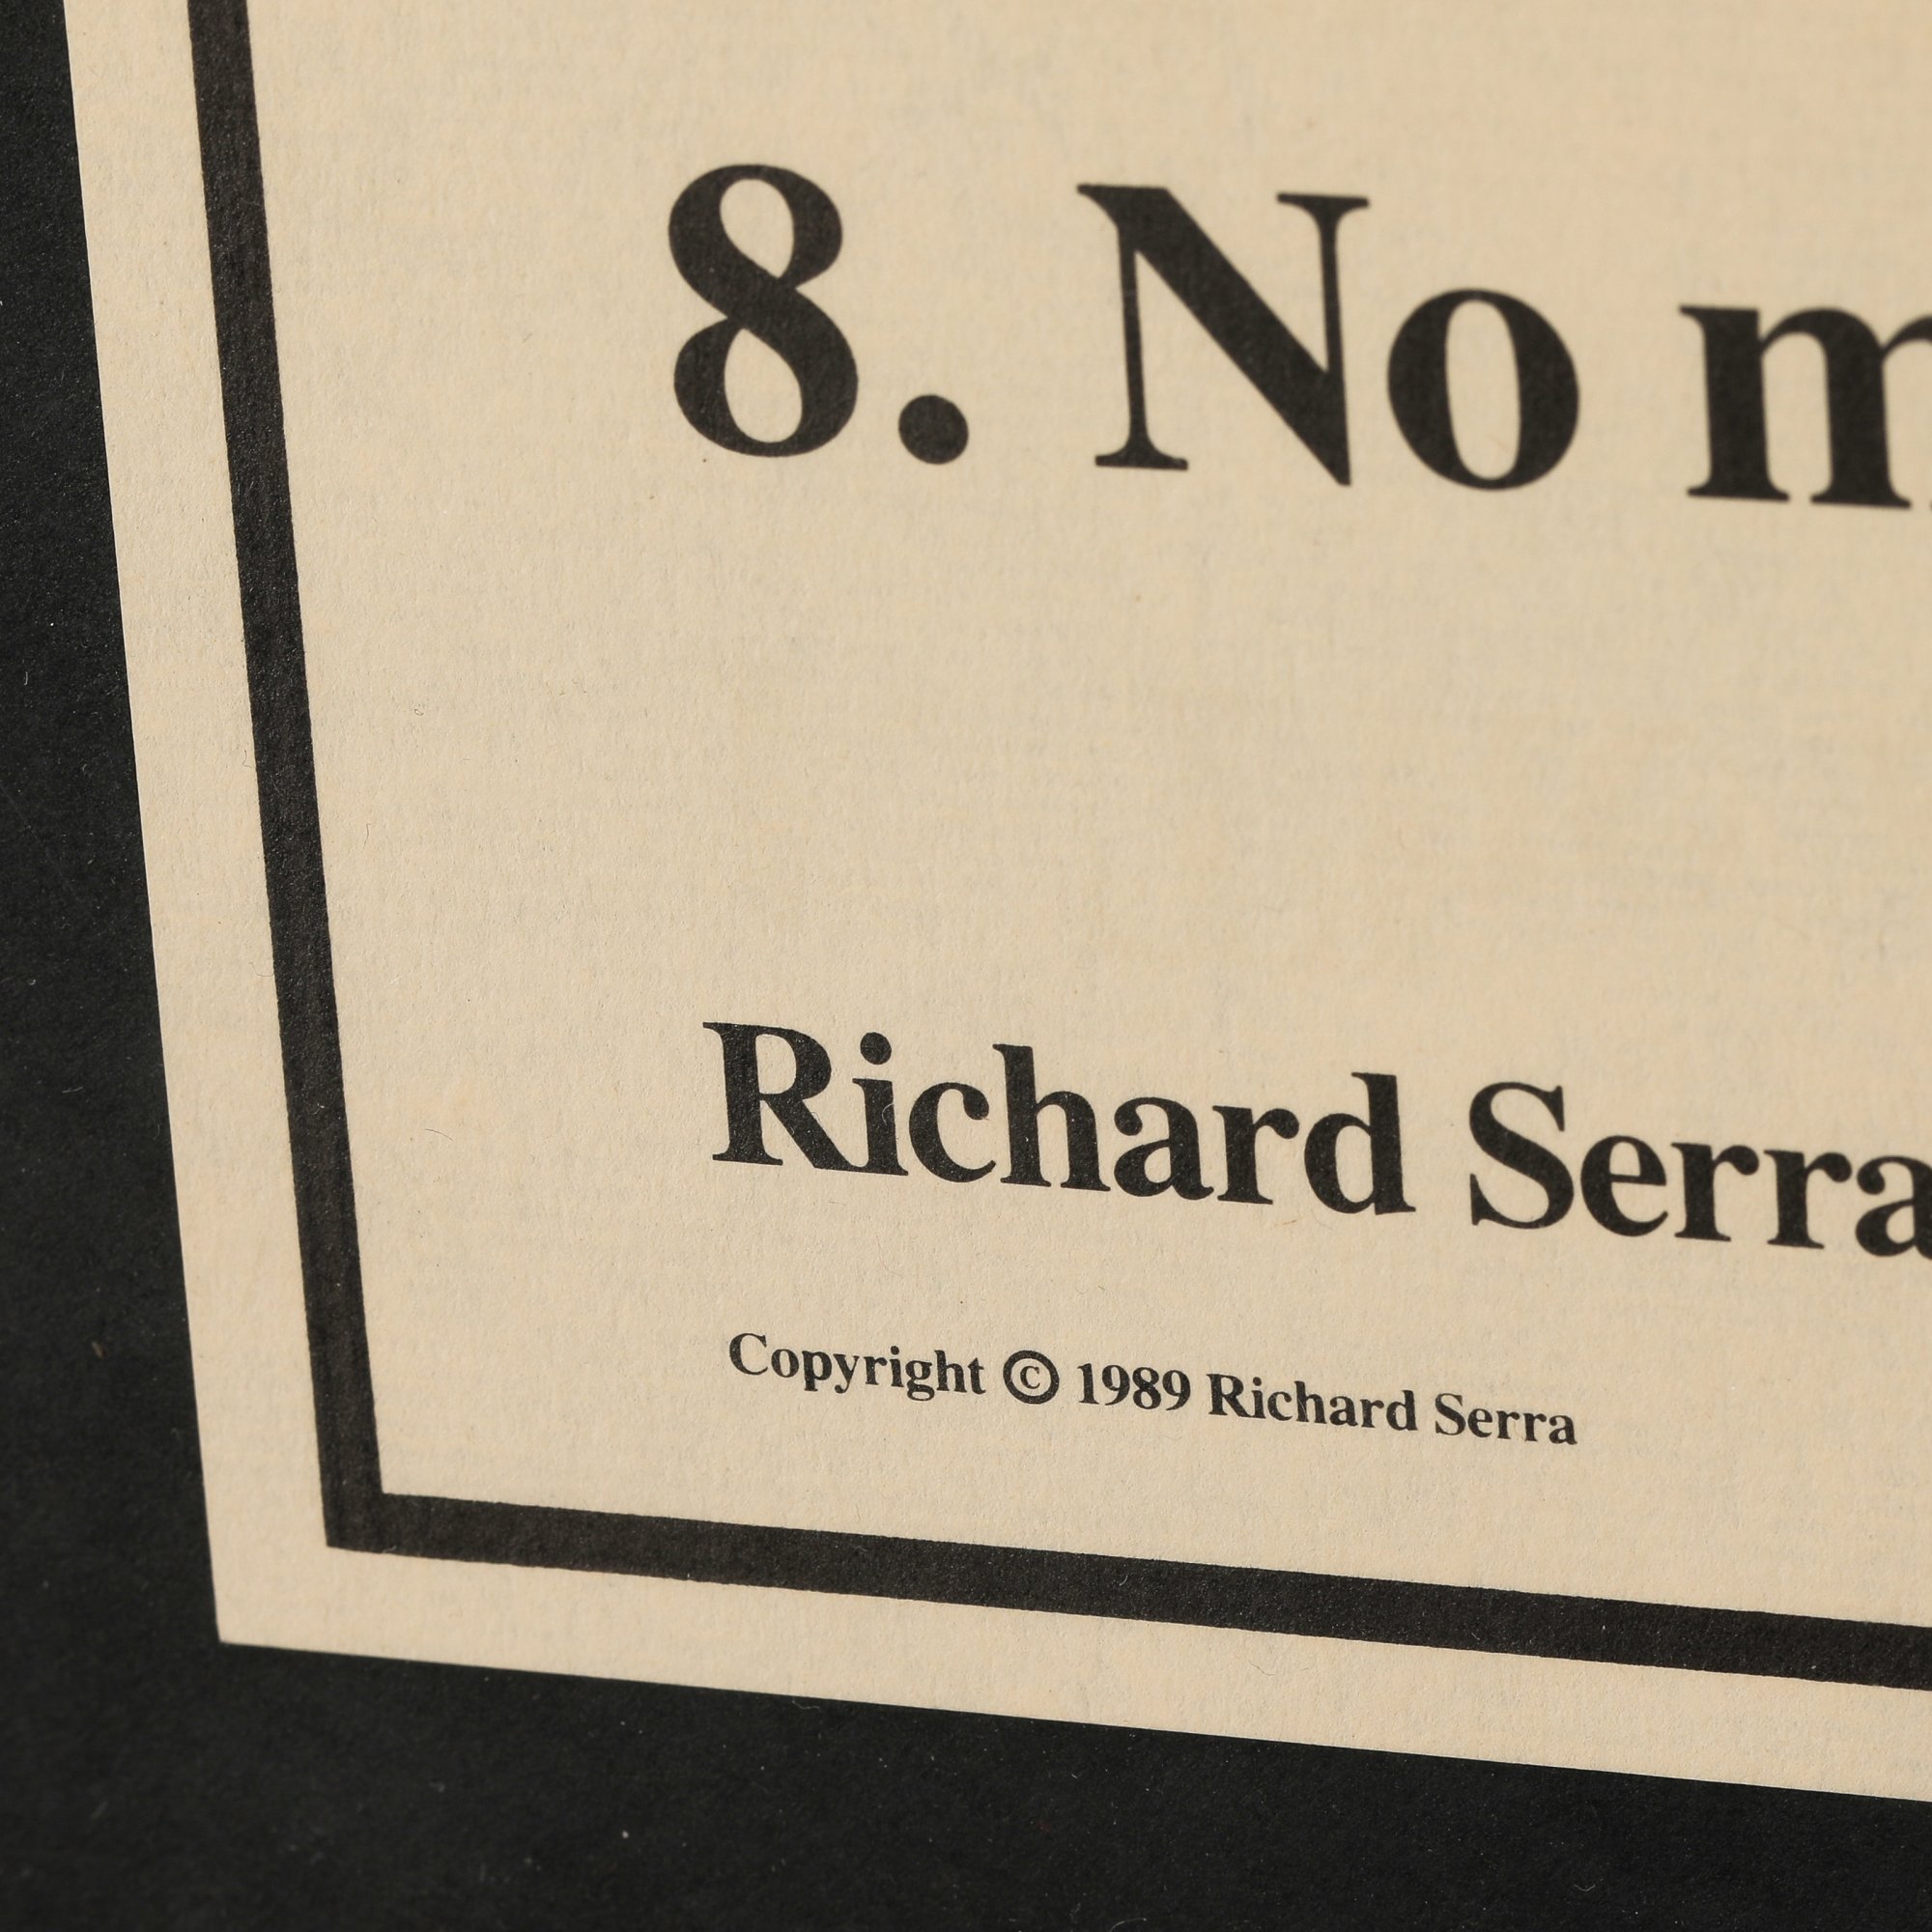 8. No
Richard Serra
Copyright © 1989 Richard Serra